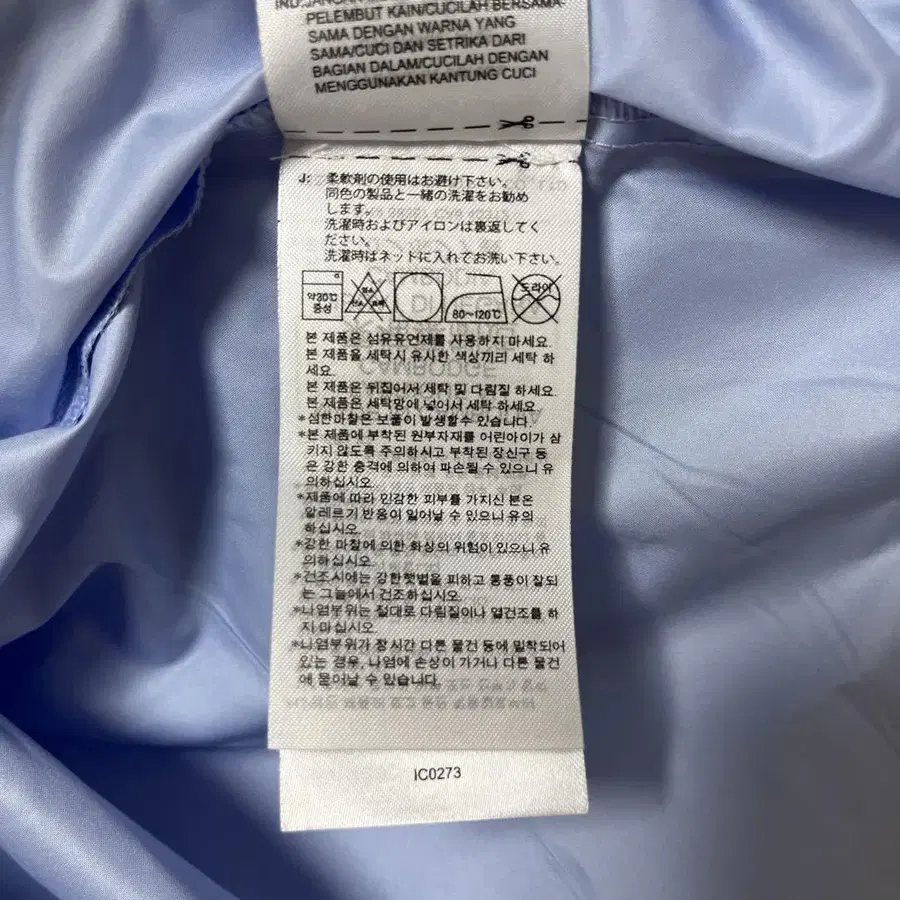 PELEMBUT KAIN/CUCILAH BERSAMA-
SAMA DENGAN WARNA YANG
SAMA/CUCI DAN SETRIKA DARI
BAGIAN DALAM/CUCILAH DENGAN
MENGGUNAKAN KANTUNG CUCI
J: 柔軟剤の使用はお避け下さい。
同色の製品と一緒の洗濯をお勧め
します。
洗濯時およびアイロンは裏返してく
ださい。
洗濯時はネットに入れてお洗い下さい。
약30℃
중성
80~120℃
드라이
본 제품은 섬유유연제를 사용하지 마세요.
본 제품을 세탁시 유사한 색상끼리 세탁 하
세요.
본 제품은 뒤집어서 세탁 및 다림질 하세요.
본 제품은 세탁망에 넣어서 세탁 하세요.
*심한마찰은 보풀이 발생할수 있습니다.
*본 제품에 부착된 원부자재를 어린아이가 삼
키지 않도록 주의하시고 부착된 장신구 등
은 강한 충격에 의하여 파손될 수 있으니 유
의하십시오.
*제품에 따라 민감한 피부를 가지신 분은
알레르기 반응이 일어날 수 있으니 유의
하십시오.
*강한 마찰에 의한 화상의 위험이 있으니 유
의하십시오.
*건조시에는 강한햇볕을 피하고 통풍이 잘되
는 그늘에서 건조하십시오.
*나염부위는 절대로 다림질이나 열건조를 하
지 마십시오.
*나염부위가 장시간 다른 물건 등에 밀착되어
있는 경우, 나염에 손상이 가거나 다른 물건
에 묻어날 수 있습니다.
IC0273